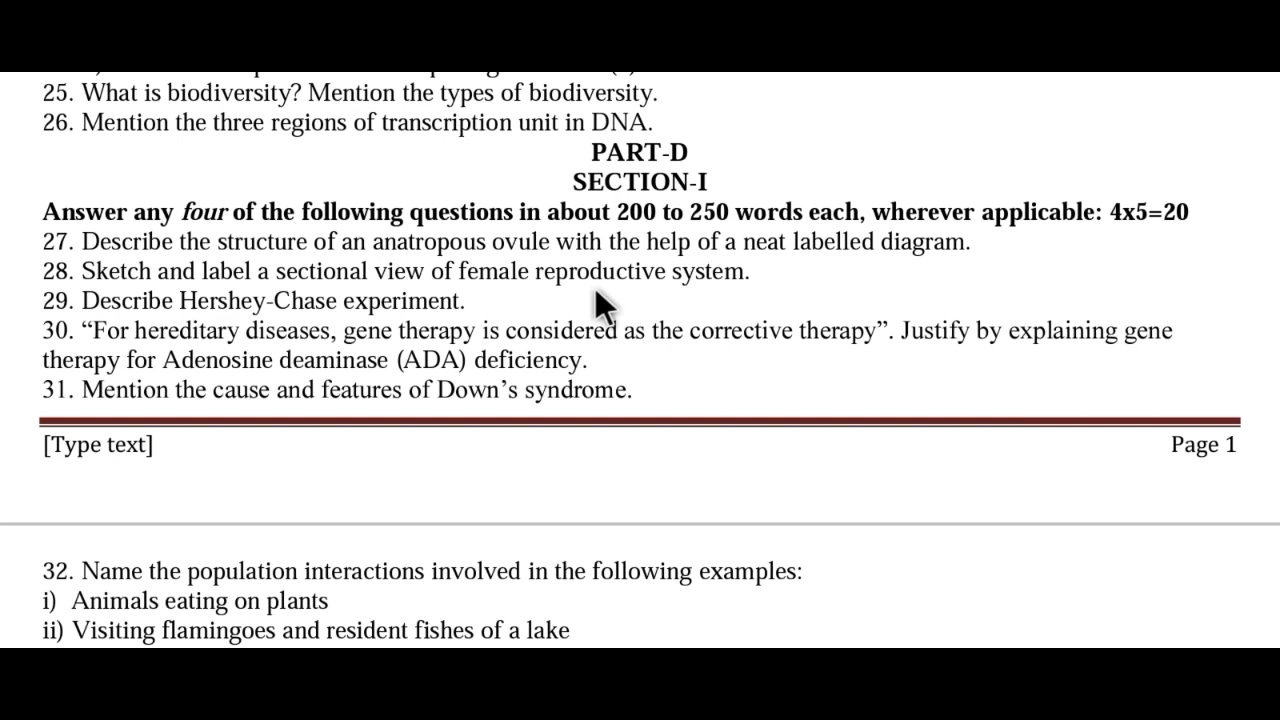 25. What is biodiversity? Mention the types of biodiversity.
26. Mention the three regions of transcription unit in DNA.
PART-D
SECTION-I
Answer any four of the following questions in about 200 to 250 words each, wherever applicable: 4x5=20
27. Describe the structure of an anatropous ovule with the help of a neat labelled diagram.
28. Sketch and label a sectional view of female reproductive system.
29. Describe Hershey-Chase experiment.
30. “For hereditary diseases, gene therapy is considered as the corrective therapy”. Justify by explaining gene
therapy for Adenosine deaminase (ADA) deficiency.
31. Mention the cause and features of Down’s syndrome.
[Type text] Page 1
32. Name the population interactions involved in the following examples:
i) Animals eating on plants
ii) Visiting flamingoes and resident fishes of a lake